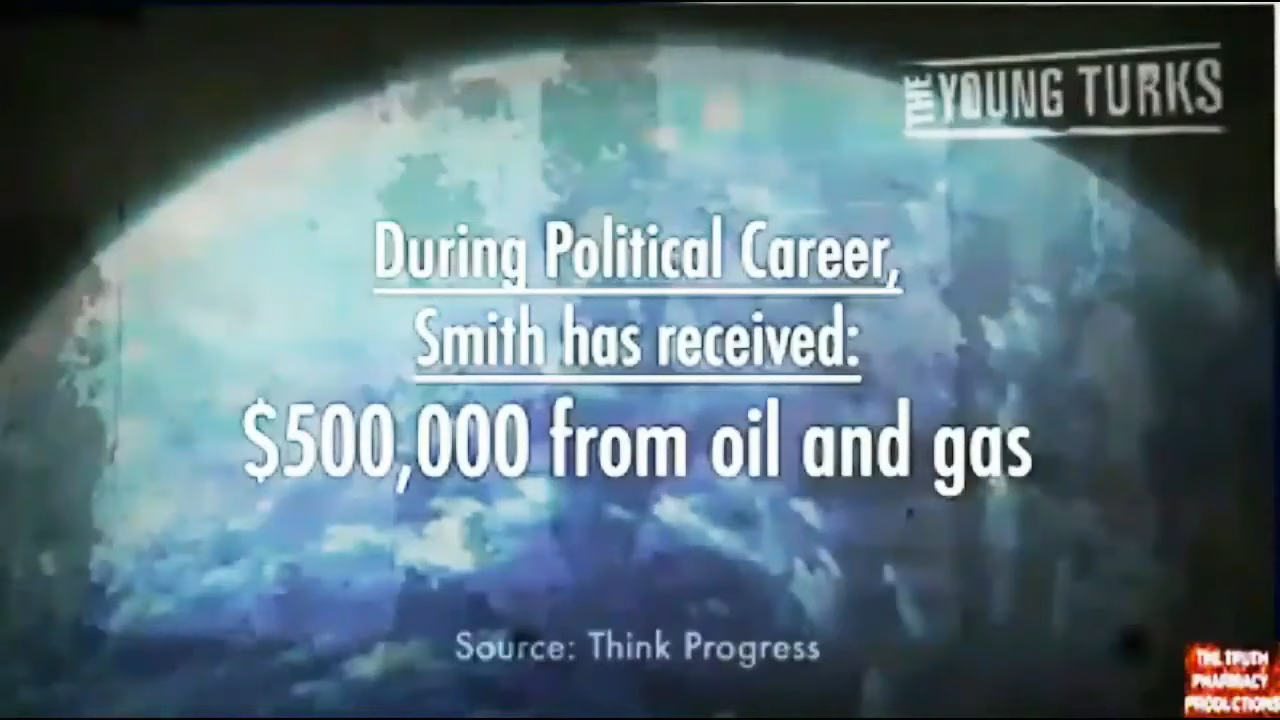 THE YOUNG TURKS
During Political Career,
Smith has received:
$500,000 from oil and gas
Source: Think Progress
THE TRUTH
PHARMACY
PRODUCTIONS